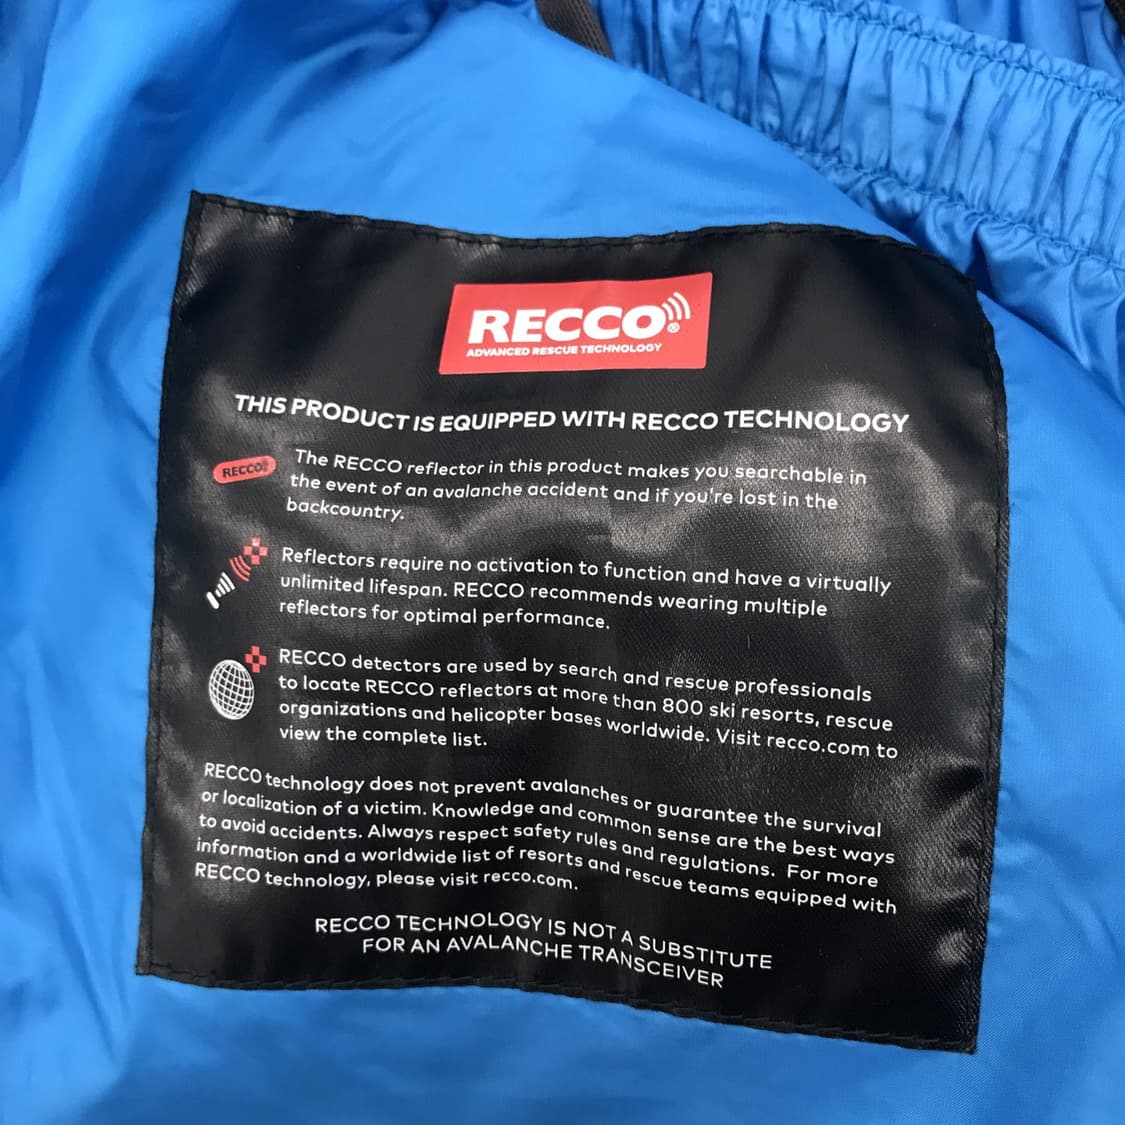 RECCO®
ADVANCED RESCUE TECHNOLOGY
THIS PRODUCT IS EQUIPPED WITH RECCO TECHNOLOGY
RECCO®
The RECCO reflector in this product makes you searchable in
the event of an avalanche accident and if you're lost in the
backcountry.
Reflectors require no activation to function and have a virtually
unlimited lifespan. RECCO recommends wearing multiple
reflectors for optimal performance.
RECCO detectors are used by search and rescue professionals
to locate RECCO reflectors at more than 800 ski resorts, rescue
organizations and helicopter bases worldwide. Visit recco.com to
view the complete list.
RECCO technology does not prevent avalanches or guarantee the survival
or localization of a victim. Knowledge and common sense are the best ways
to avoid accidents. Always respect safety rules and regulations. For more
information and a worldwide list of resorts and rescue teams equipped with
RECCO technology, please visit recco.com.
RECCO TECHNOLOGY IS NOT A SUBSTITUTE
FOR AN AVALANCHE TRANSCEIVER